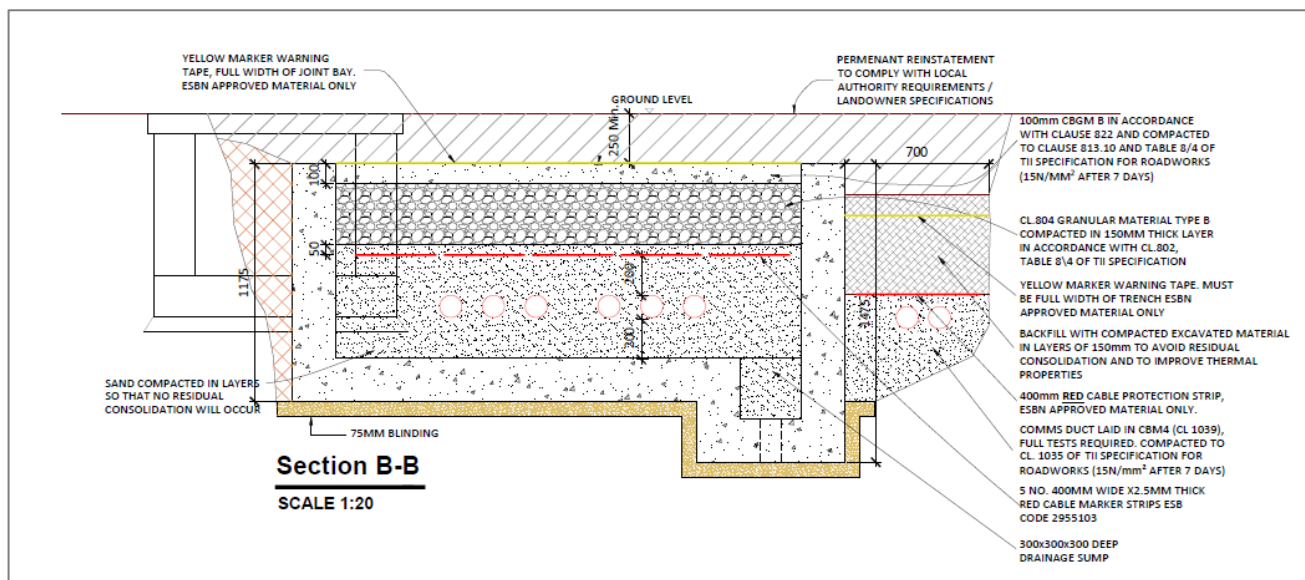 YELLOW MARKER WARNING
TAPE, FULL WIDTH OF JOINT BAY.
ESBN APPROVED MATERIAL ONLY
GROUND LEVEL
PERMENANT REINSTATEMENT
TO COMPLY WITH LOCAL
AUTHORITY REQUIREMENTS /
LANDOWNER SPECIFICATIONS
250 Min.
700
100
50
200
200
1175
1475
100mm CBGM B IN ACCORDANCE
WITH CLAUSE 822 AND COMPACTED
TO CLAUSE 813.10 AND TABLE 8/4 OF
TII SPECIFICATION FOR ROADWORKS
(15N/MM² AFTER 7 DAYS)
CL.804 GRANULAR MATERIAL TYPE B
COMPACTED IN 150MM THICK LAYER
IN ACCORDANCE WITH CL.802,
TABLE 8\4 OF TII SPECIFICATION
YELLOW MARKER WARNING TAPE. MUST
BE FULL WIDTH OF TRENCH ESBN
APPROVED MATERIAL ONLY
BACKFILL WITH COMPACTED EXCAVATED MATERIAL
IN LAYERS OF 150mm TO AVOID RESIDUAL
CONSOLIDATION AND TO IMPROVE THERMAL
PROPERTIES
400mm RED CABLE PROTECTION STRIP,
ESBN APPROVED MATERIAL ONLY.
COMMS DUCT LAID IN CBM4 (CL 1039),
FULL TESTS REQUIRED. COMPACTED TO
CL. 1035 OF TII SPECIFICATION FOR
ROADWORKS (15N/mm² AFTER 7 DAYS)
5 NO. 400MM WIDE X2.5MM THICK
RED CABLE MARKER STRIPS ESB
CODE 2955103
300x300x300 DEEP
DRAINAGE SUMP
SAND COMPACTED IN LAYERS
SO THAT NO RESIDUAL
CONSOLIDATION WILL OCCUR
75MM BLINDING
Section B-B
SCALE 1:20